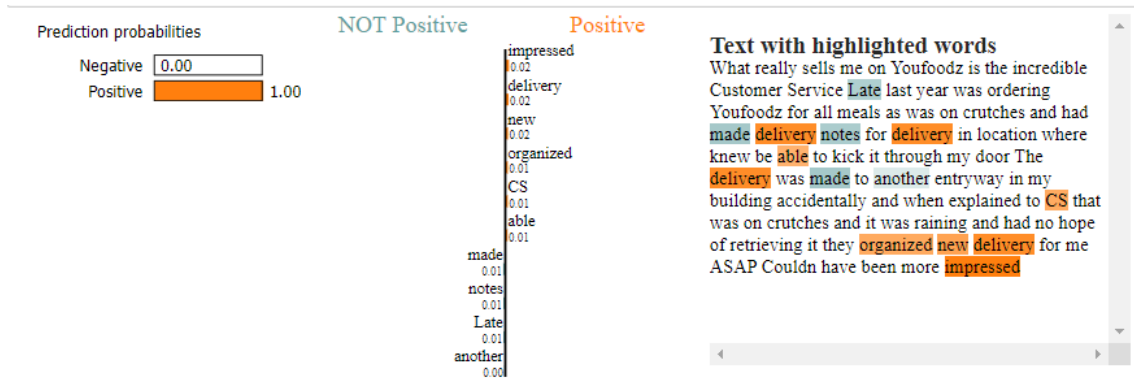 Prediction probabilities
Negative 0.00
Positive 1.00
NOT Positive Positive
impressed
0.02
delivery
0.02
new
0.02
organized
0.01
CS
0.01
able
0.01
made
0.01
notes
0.01
Late
0.01
another
0.00
Text with highlighted words
What really sells me on Youfoodz is the incredible
Customer Service Late last year was ordering
Youfoodz for all meals as was on crutches and had
made delivery notes for delivery in location where
knew be able to kick it through my door The
delivery was made to another entryway in my
building accidentally and when explained to CS that
was on crutches and it was raining and had no hope
of retrieving it they organized new delivery for me
ASAP Couldn have been more impressed